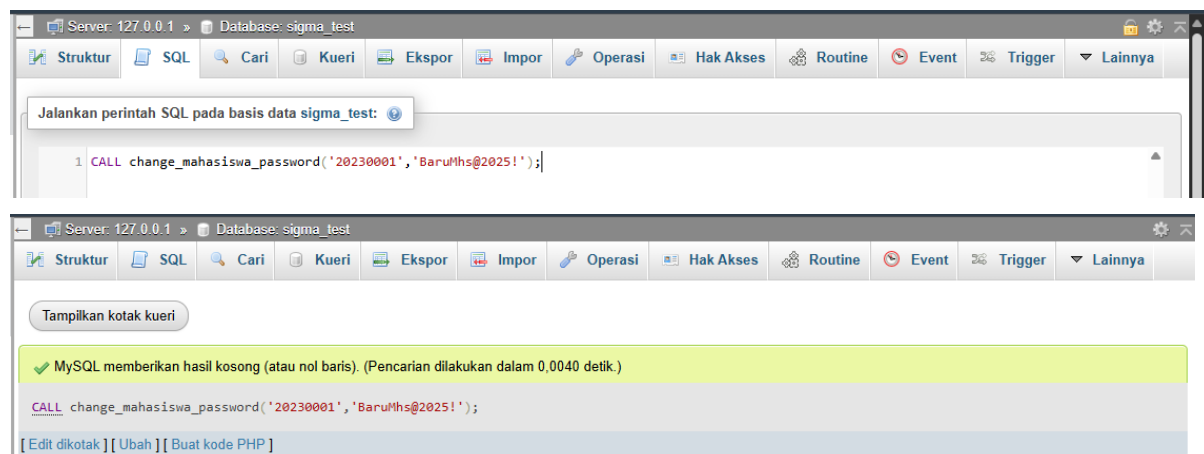 Server: 127.0.0.1 » Database: sigma_test
Struktur SQL Cari Kueri Ekspor Impor Operasi Hak Akses Routine Event Trigger Lainnya
Jalankan perintah SQL pada basis data sigma_test:
1 CALL change_mahasiswa_password('20230001','BaruMhs@2025!');
Server: 127.0.0.1 » Database: sigma_test
Struktur SQL Cari Kueri Ekspor Impor Operasi Hak Akses Routine Event Trigger Lainnya
Tampilkan kotak kueri
MySQL memberikan hasil kosong (atau nol baris). (Pencarian dilakukan dalam 0,0040 detik.)
CALL change_mahasiswa_password('20230001','BaruMhs@2025!');
[ Edit dikotak ] [ Ubah ] [ Buat kode PHP ]